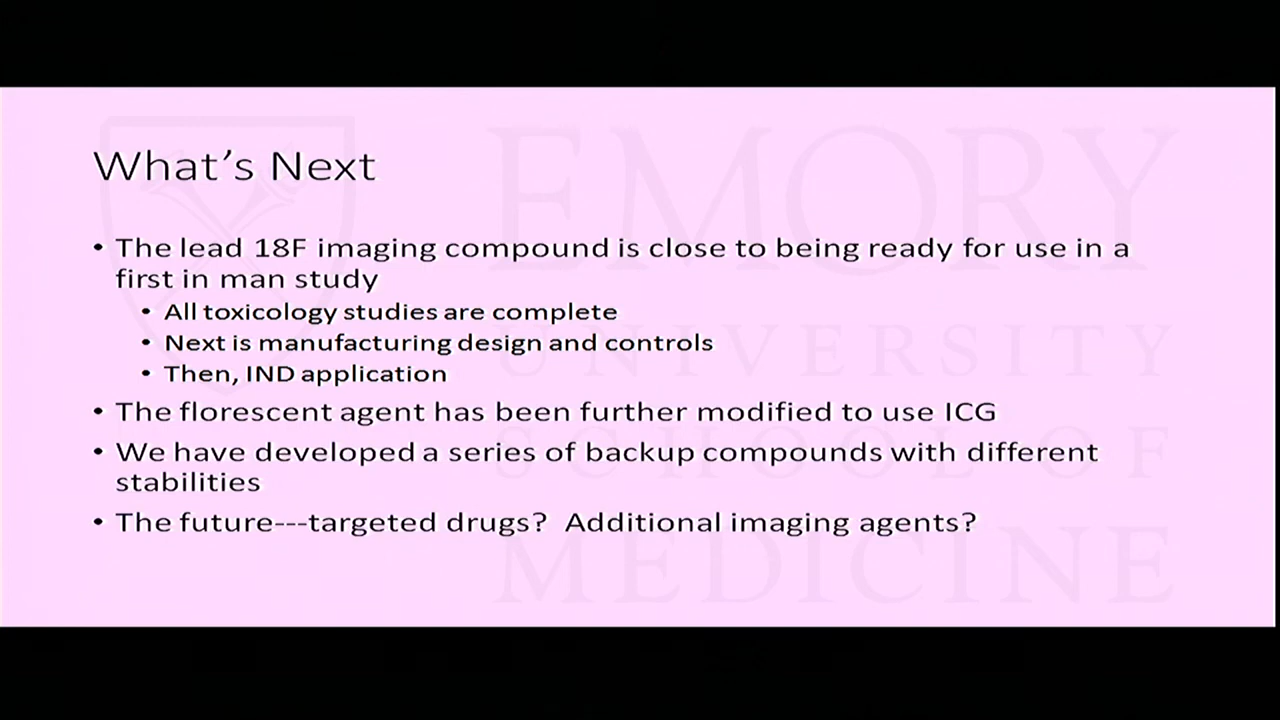 What's Next
• The lead 18F imaging compound is close to being ready for use in a
first in man study
• All toxicology studies are complete
• Next is manufacturing design and controls
• Then, IND application
• The florescent agent has been further modified to use ICG
• We have developed a series of backup compounds with different
stabilities
• The future---targeted drugs?  Additional imaging agents?
EMORY
UNIVERSITY
SCHOOL OF
MEDICINE